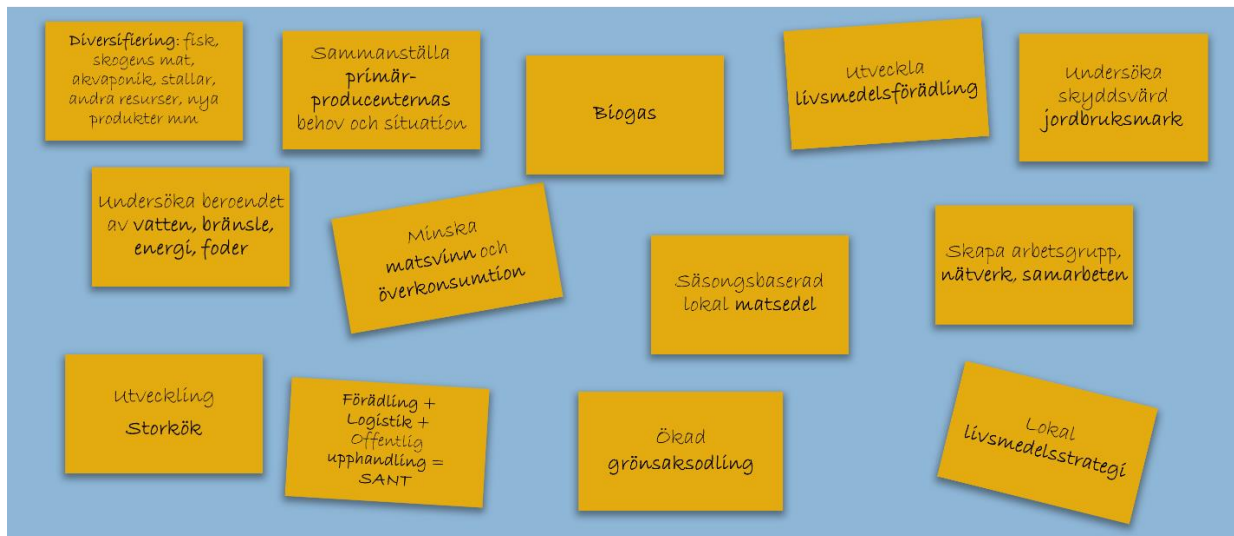 Diversifiering: fisk,
skogens mat,
akvaponik, stallar,
andra resurser, nya
produkter mm
Sammanställa
primär-
producenternas
behov och situation
Biogas
Utveckla
livsmedelsförädling
Undersöka
skyddsvärd
jordbruksmark
Undersöka beroendet
av vatten, bränsle,
energi, foder
Minska
matsvinn och
överkonsumtion
Säsongsbaserad
lokal matsedel
Skapa arbetsgrupp,
nätverk, samarbeten
Utveckling
Storkök
Förädling +
Logistik +
Offentlig
upphandling =
SANT
Ökad
grönsaksodling
Lokal
livsmedelsstrategi